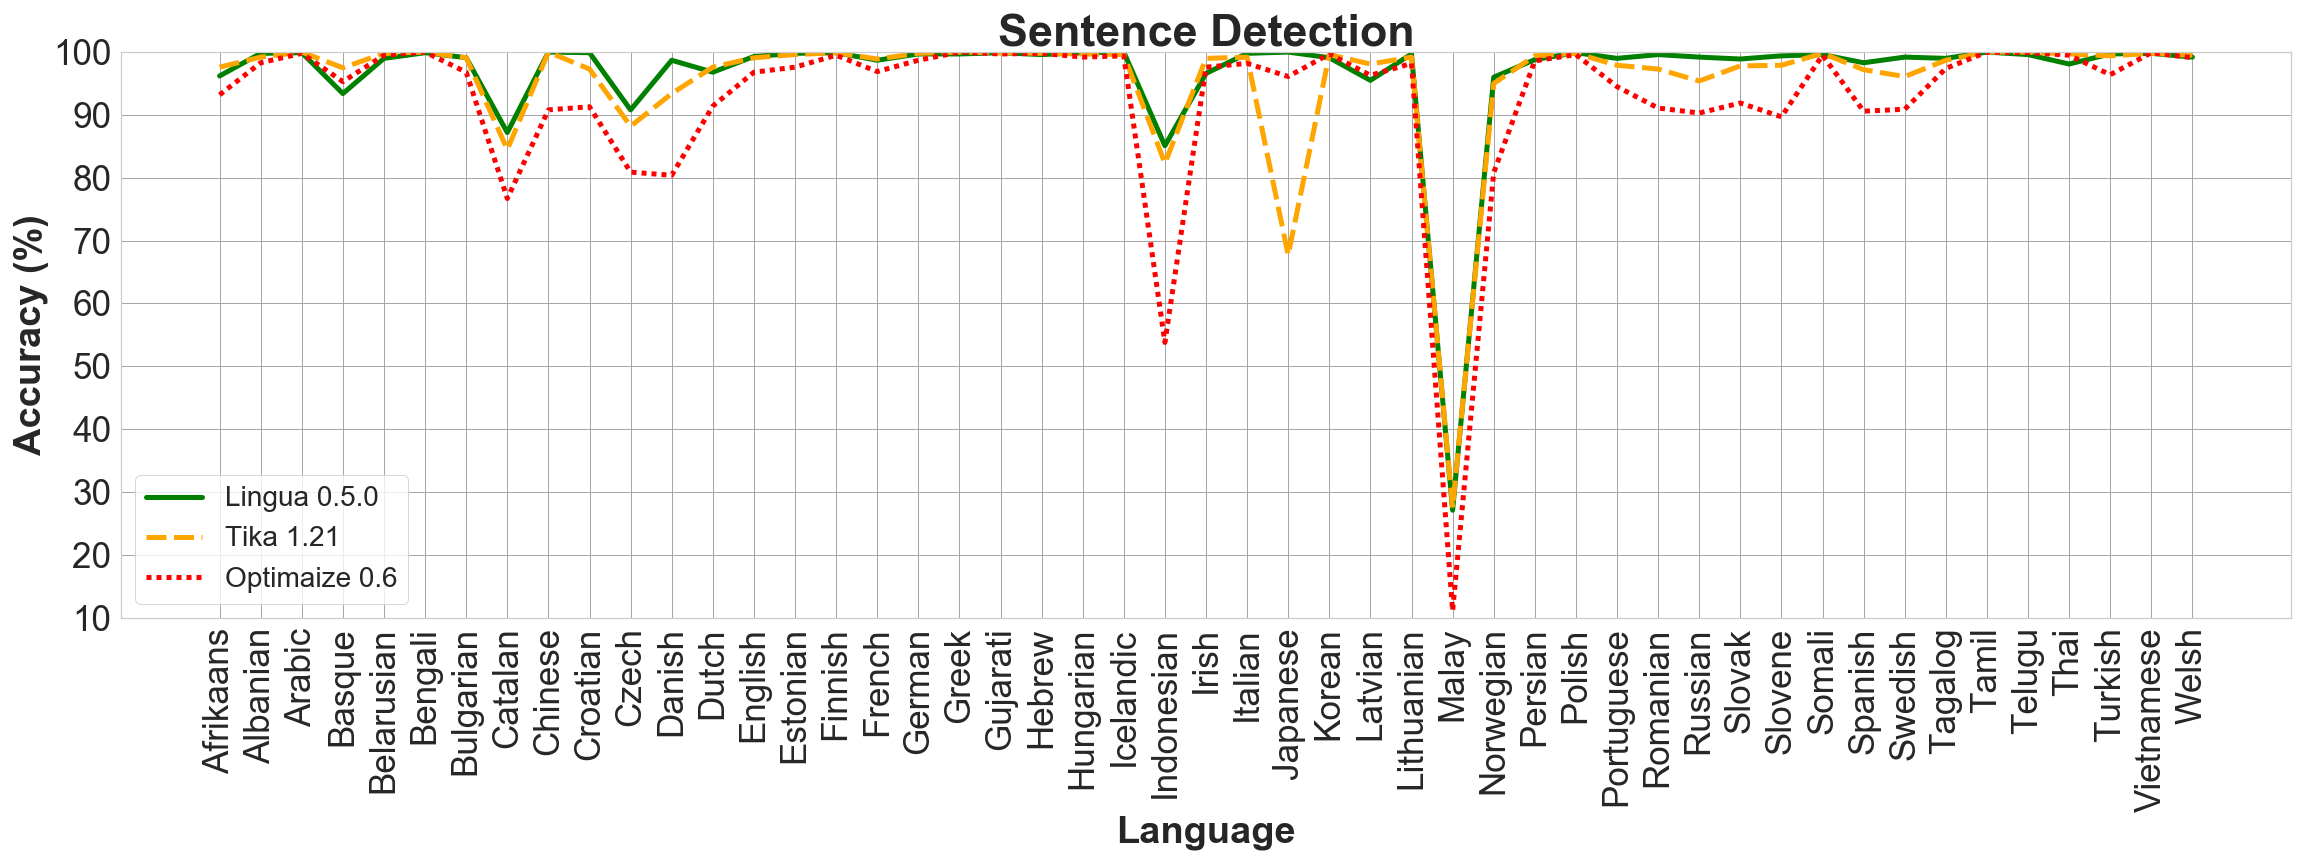 Sentence Detection
Accuracy (%)
100
90
80
70
60
50
40
30
20
10
Lingua 0.5.0
Tika 1.21
Optimaize 0.6
Afrikaans
Albanian
Arabic
Basque
Belarusian
Bengali
Bulgarian
Catalan
Chinese
Croatian
Czech
Danish
Dutch
English
Estonian
Finnish
French
German
Greek
Gujarati
Hebrew
Hungarian
Icelandic
Indonesian
Irish
Italian
Japanese
Korean
Latvian
Lithuanian
Malay
Norwegian
Persian
Polish
Portuguese
Romanian
Russian
Slovak
Slovene
Somali
Spanish
Swedish
Tagalog
Tamil
Telugu
Thai
Turkish
Vietnamese
Welsh
Language